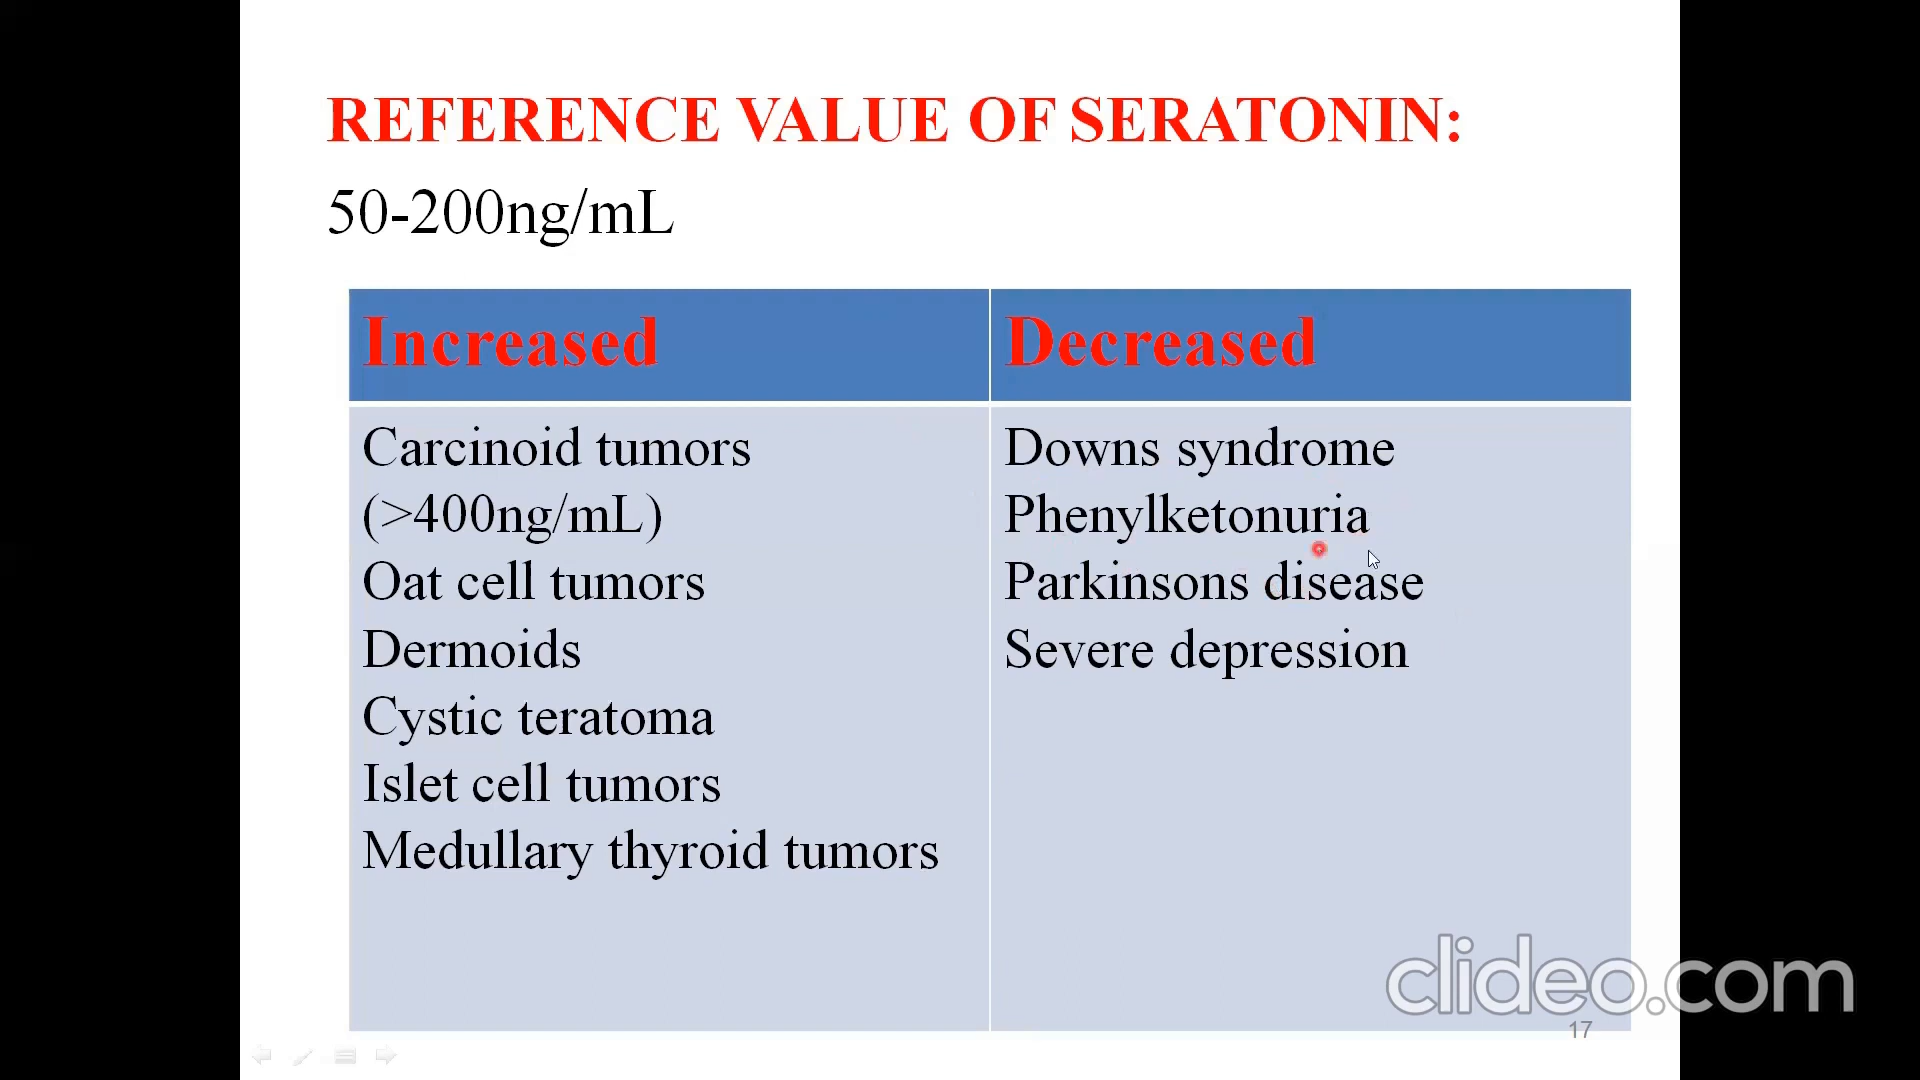 REFERENCE VALUE OF SERATONIN:
50-200ng/mL
Increased
Decreased
Carcinoid tumors
(>400ng/mL)
Oat cell tumors
Dermoids
Cystic teratoma
Islet cell tumors
Medullary thyroid tumors
Downs syndrome
Phenylketonuria
Parkinsons disease
Severe depression
clideo.com
17